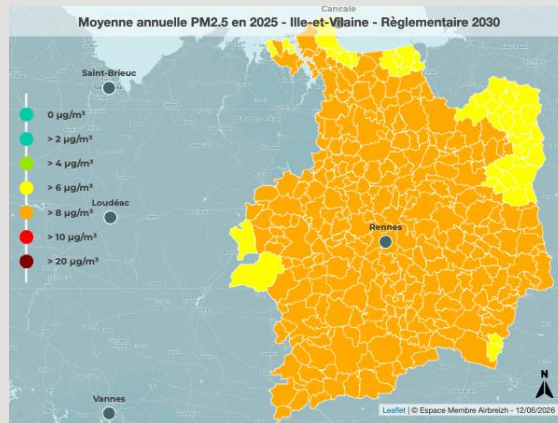 Moyenne annuelle PM2.5 en 2025 - Ille-et-Vilaine - Règlementaire 2030
Cancale
Saint-Brieuc
0 µg/m³
> 2 µg/m³
> 4 µg/m³
> 6 µg/m³
> 8 µg/m³
> 10 µg/m³
> 20 µg/m³
Loudéac
Rennes
Vannes
N
Leaflet | © Espace Membre Airbreizh - 12/06/2026